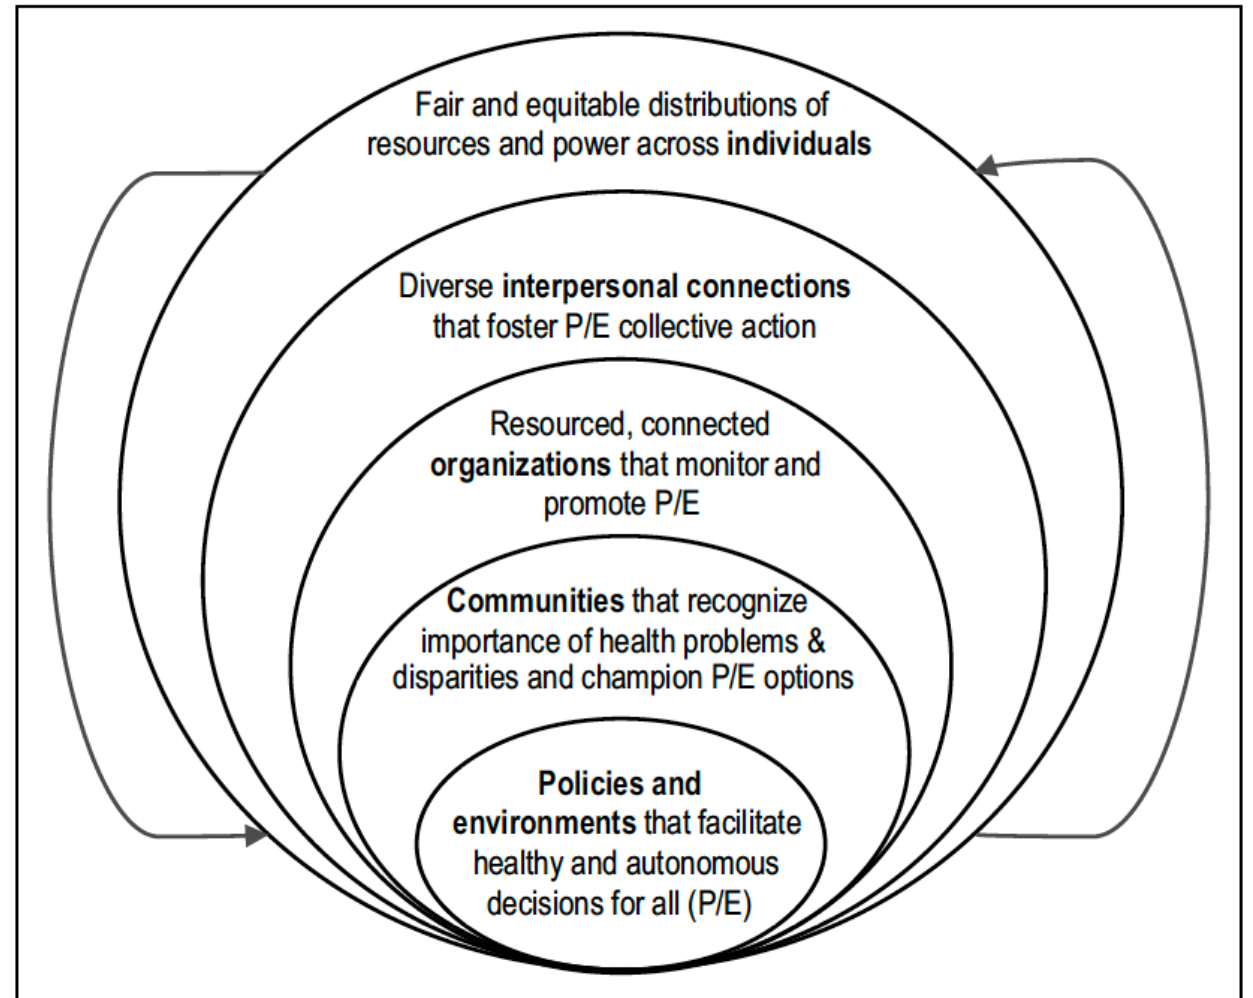 Fair and equitable distributions of
resources and power across individuals
Diverse interpersonal connections
that foster P/E collective action
Resourced, connected
organizations that monitor and
promote P/E
Communities that recognize
importance of health problems &
disparities and champion P/E options
Policies and
environments that facilitate
healthy and autonomous
decisions for all (P/E)